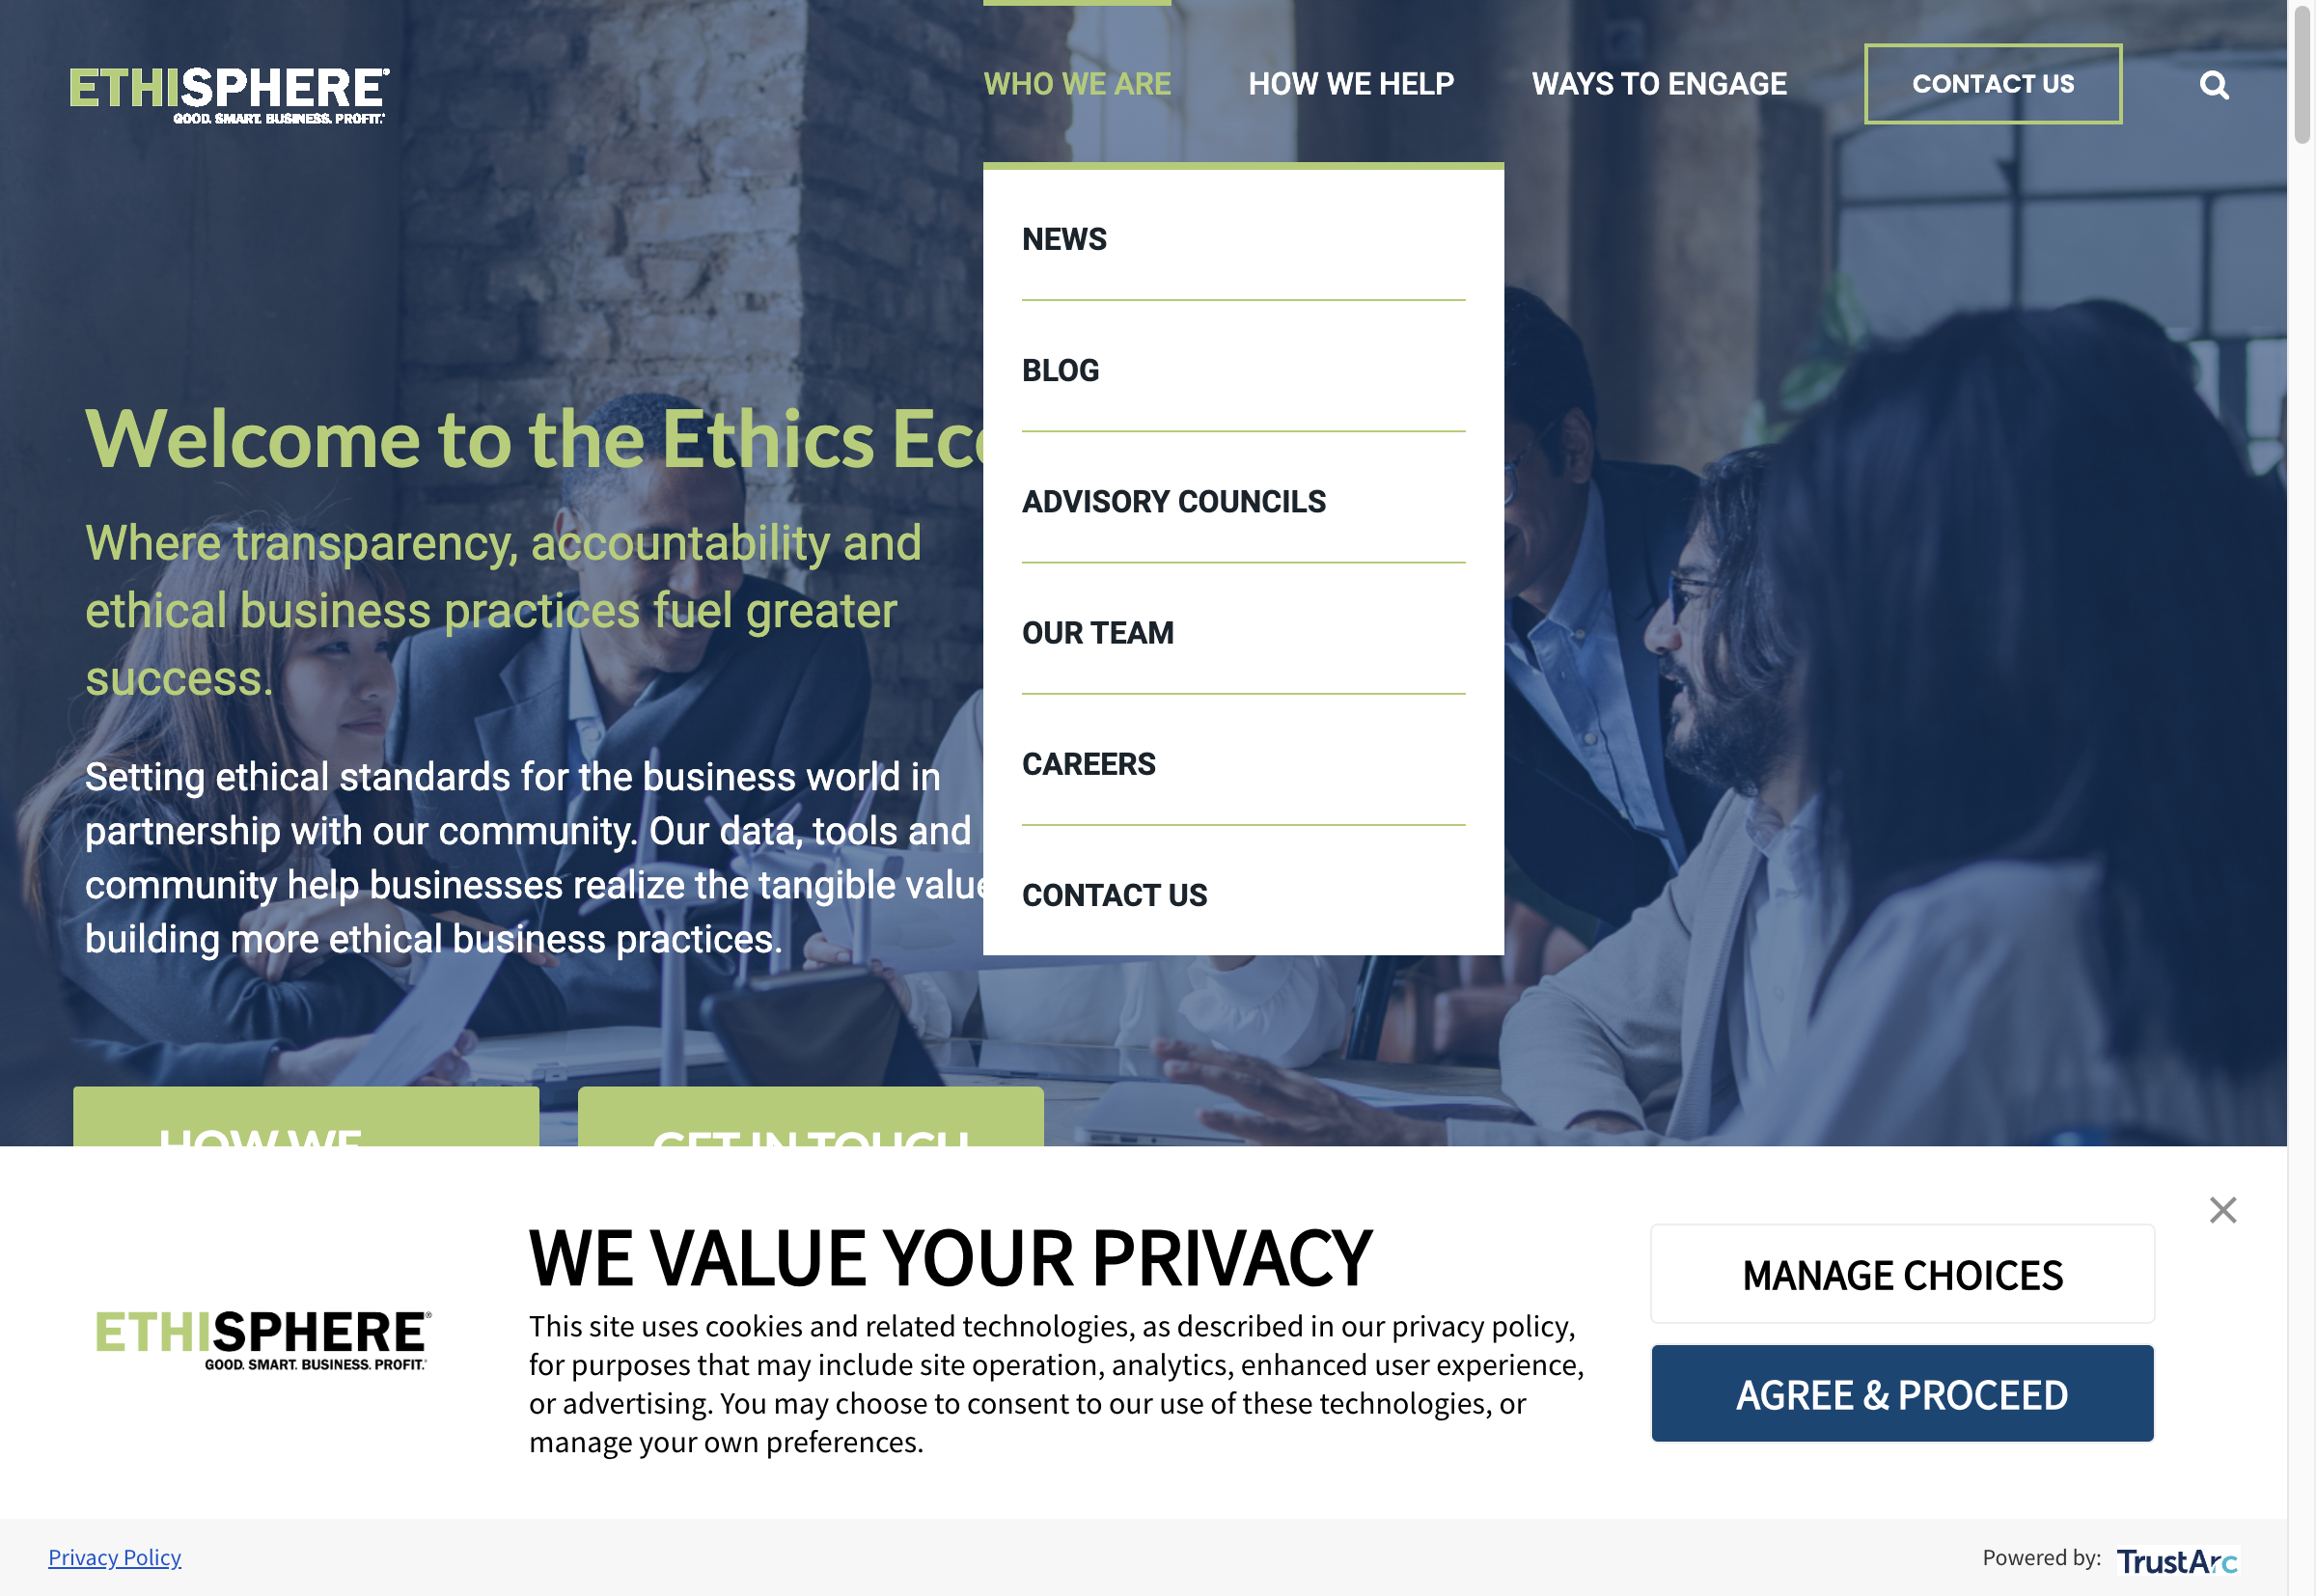 ETHISPHERE®
GOOD. SMART. BUSINESS. PROFIT.®
WHO WE ARE
HOW WE HELP
WAYS TO ENGAGE
CONTACT US
NEWS
BLOG
ADVISORY COUNCILS
OUR TEAM
CAREERS
CONTACT US
Welcome to the Ethics
Where transparency, accountability and
ethical business practices fuel greater
success.
Setting ethical standards for the business world in
partnership with our community. Our data, tools and
community help businesses realize the tangible value
building more ethical business practices.
HOW WE
GET IN TOUCH
ETHISPHERE®
GOOD. SMART. BUSINESS. PROFIT.®
WE VALUE YOUR PRIVACY
This site uses cookies and related technologies, as described in our privacy policy,
for purposes that may include site operation, analytics, enhanced user experience,
or advertising. You may choose to consent to our use of these technologies, or
manage your own preferences.
MANAGE CHOICES
AGREE & PROCEED
Privacy Policy
Powered by: TrustArc